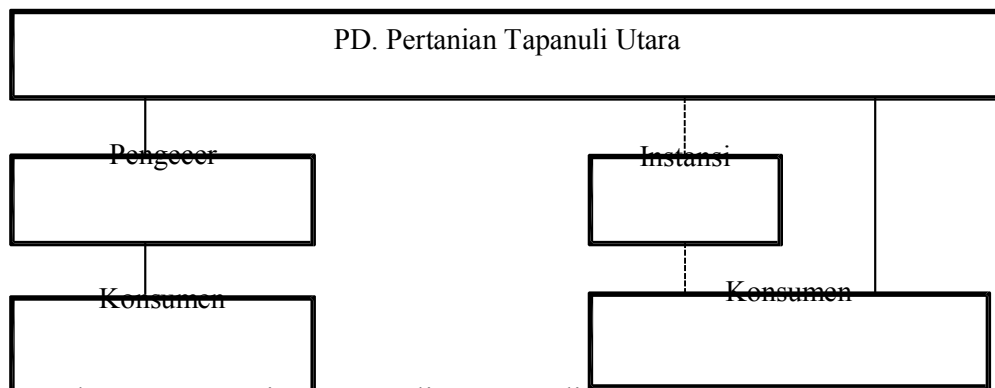 PD. Pertanian Tapanuli Utara
Pengecer
Instansi
Konsumen
Konsumen